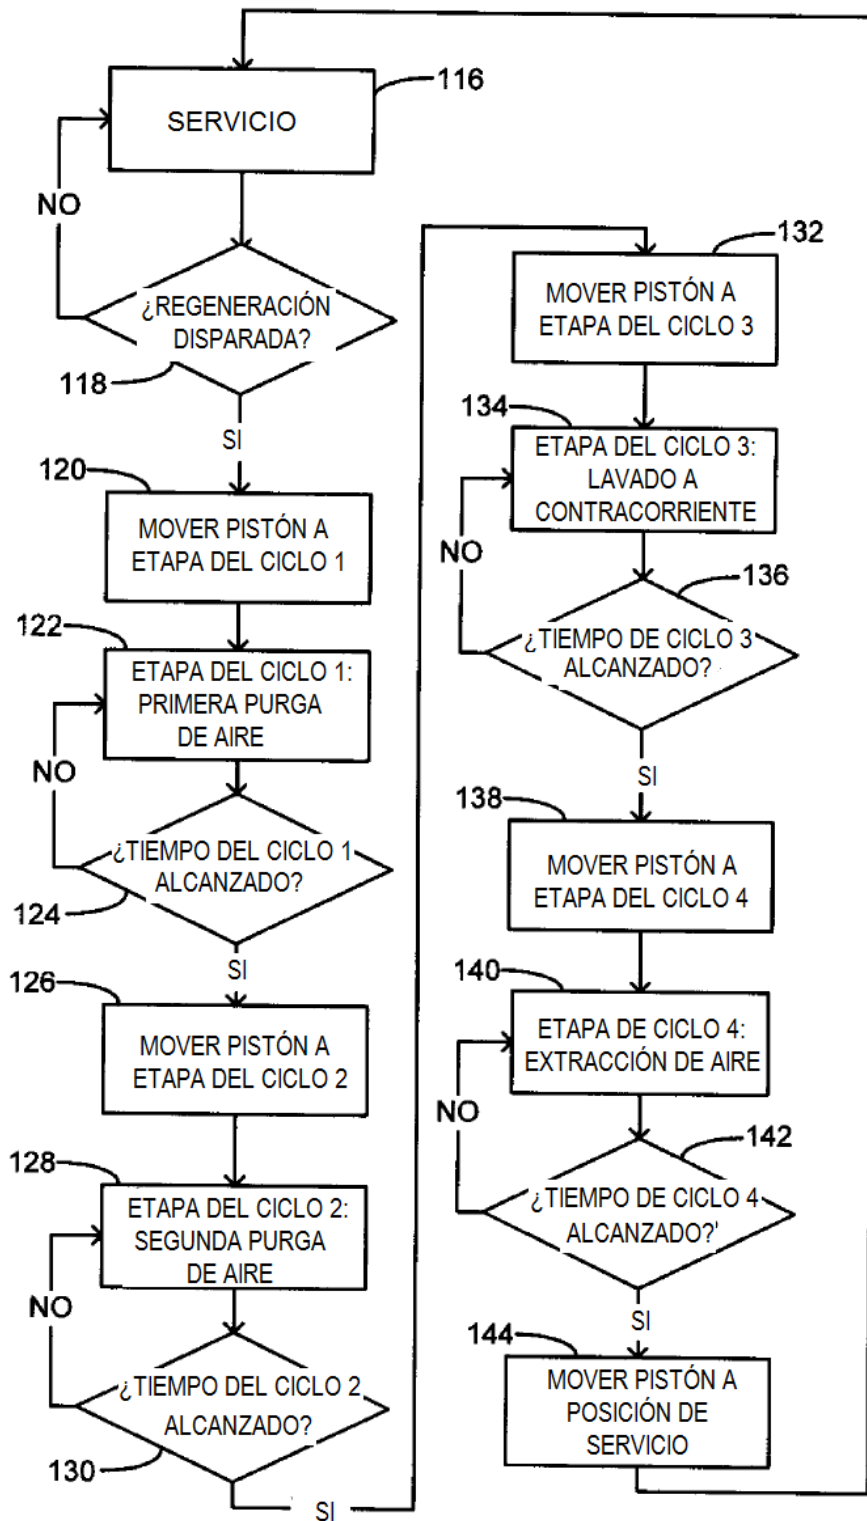 116
SERVICIO
NO
¿REGENERACIÓN
DISPARADA?
118
SI
120
MOVER PISTÓN A
ETAPA DEL CICLO 1
122
ETAPA DEL CICLO 1:
PRIMERA PURGA
DE AIRE
NO
¿TIEMPO DEL CICLO 1
ALCANZADO?
124
SI
126
MOVER PISTÓN A
ETAPA DEL CICLO 2
128
ETAPA DEL CICLO 2:
SEGUNDA PURGA
DE AIRE
NO
¿TIEMPO DEL CICLO 2
ALCANZADO?
130
SI
132
MOVER PISTÓN A
ETAPA DEL CICLO 3
134
ETAPA DEL CICLO 3:
LAVADO A
CONTRACORRIENTE
NO
136
¿TIEMPO DE CICLO 3
ALCANZADO?
SI
138
MOVER PISTÓN A
ETAPA DEL CICLO 4
140
ETAPA DE CICLO 4:
EXTRACCIÓN DE AIRE
NO
142
¿TIEMPO DE CICLO 4
ALCANZADO?'
SI
144
MOVER PISTÓN A
POSICIÓN DE
SERVICIO